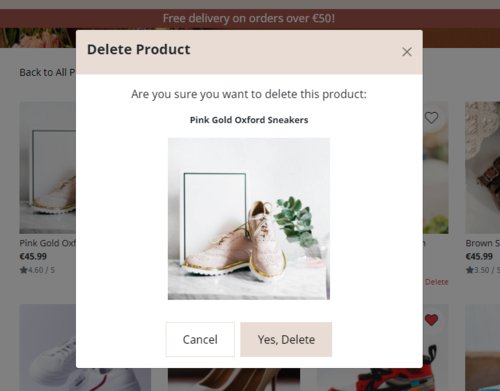 Free delivery on orders over €50!
Delete Product
Back to All P
Are you sure you want to delete this product:
Pink Gold Oxford Sneakers
Pink Gold Oxf
€45.99
4.60 / 5
Brown S
€45.99
3.50 / 5
Delete
Cancel
Yes, Delete